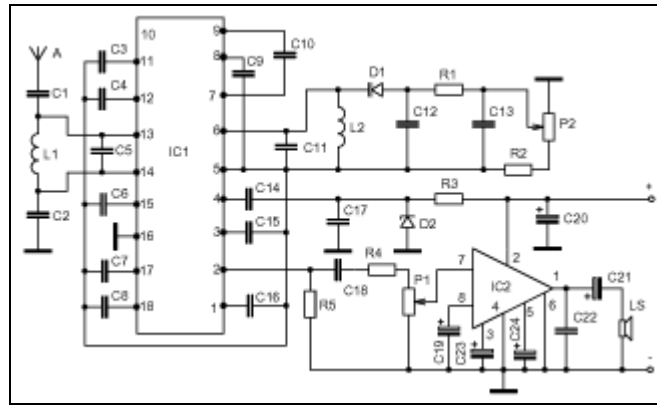 A
C1
L1
C2
C3
C4
C5
C6
C7
C8
10
11
12
13
14
15
16
17
18
IC1
9
8
7
6
5
4
3
2
1
C10
C9
C11
C14
C15
C16
L2
D1
R1
C12
C13
P2
R2
R3
C17
D2
+
C20
+
R4
C18
P1
R5
7
8
2
IC2
1
4
3
5
6
+
C19
+
C23
+
C24
C22
+
C21
LS
-